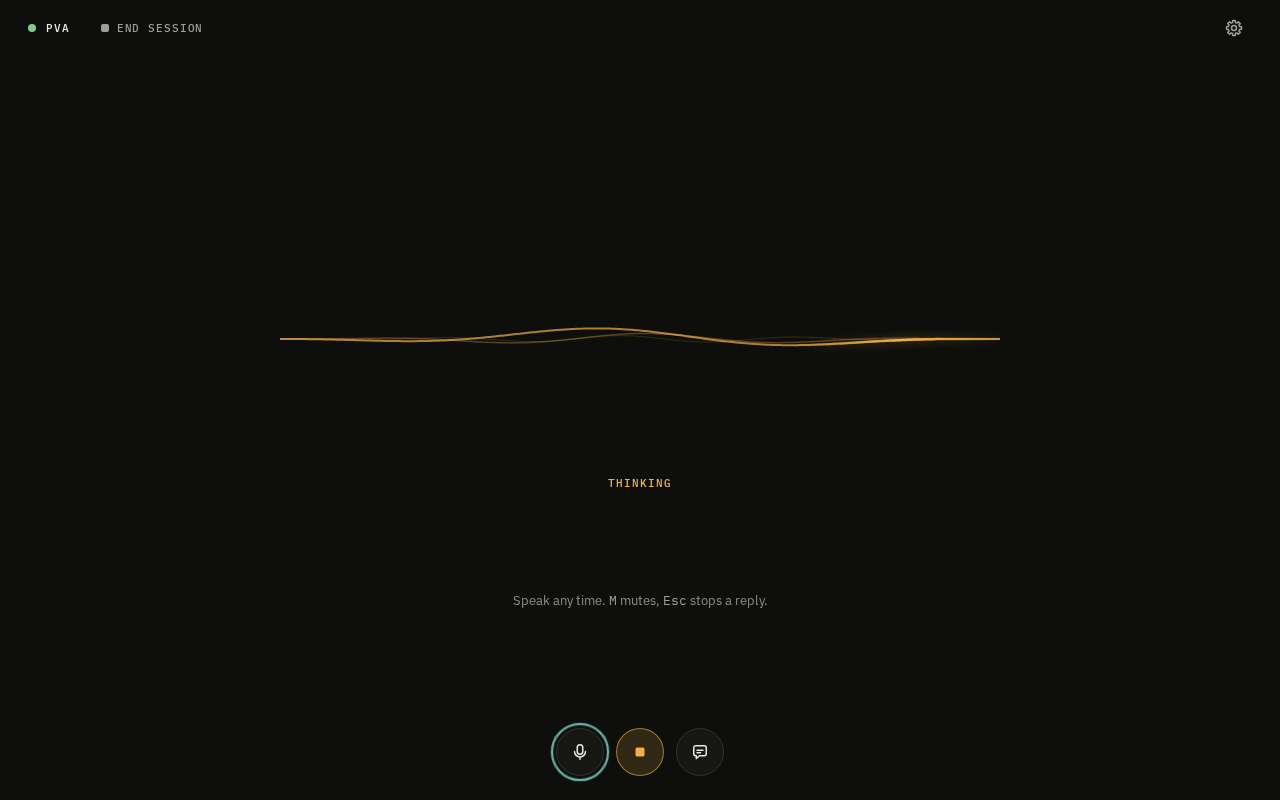 PVA
END SESSION
THINKING
Speak any time. M mutes, Esc stops a reply.